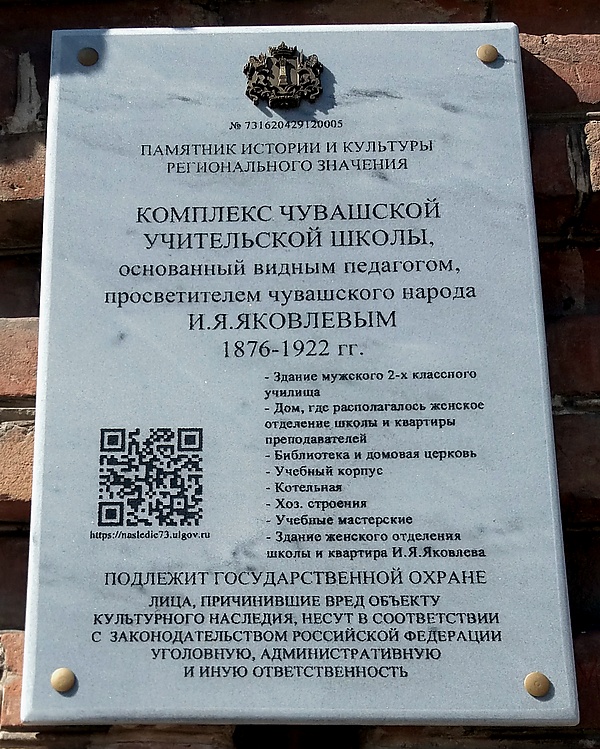 № 731620429120005
ПАМЯТНИК ИСТОРИИ И КУЛЬТУРЫ
РЕГИОНАЛЬНОГО ЗНАЧЕНИЯ
КОМПЛЕКС ЧУВАШСКОЙ
УЧИТЕЛЬСКОЙ ШКОЛЫ,
основанный видным педагогом,
просветителем чувашского народа
И.Я.ЯКОВЛЕВЫМ
1876-1922 гг.
- Здание мужского 2-х классного
училища
- Дом, где располагалось женское
отделение школы и квартиры
преподавателей
- Библиотека и домовая церковь
- Учебный корпус
- Котельная
- Хоз. строения
- Учебные мастерские
- Здание женского отделения
школы и квартира И.Я.Яковлева
https://nasledie73.ulgov.ru
ПОДЛЕЖИТ ГОСУДАРСТВЕННОЙ ОХРАНЕ
ЛИЦА, ПРИЧИНИВШИЕ ВРЕД ОБЪЕКТУ
КУЛЬТУРНОГО НАСЛЕДИЯ, НЕСУТ В СООТВЕТСТВИИ
С ЗАКОНОДАТЕЛЬСТВОМ РОССИЙСКОЙ ФЕДЕРАЦИИ
УГОЛОВНУЮ, АДМИНИСТРАТИВНУЮ
И ИНУЮ ОТВЕТСТВЕННОСТЬ